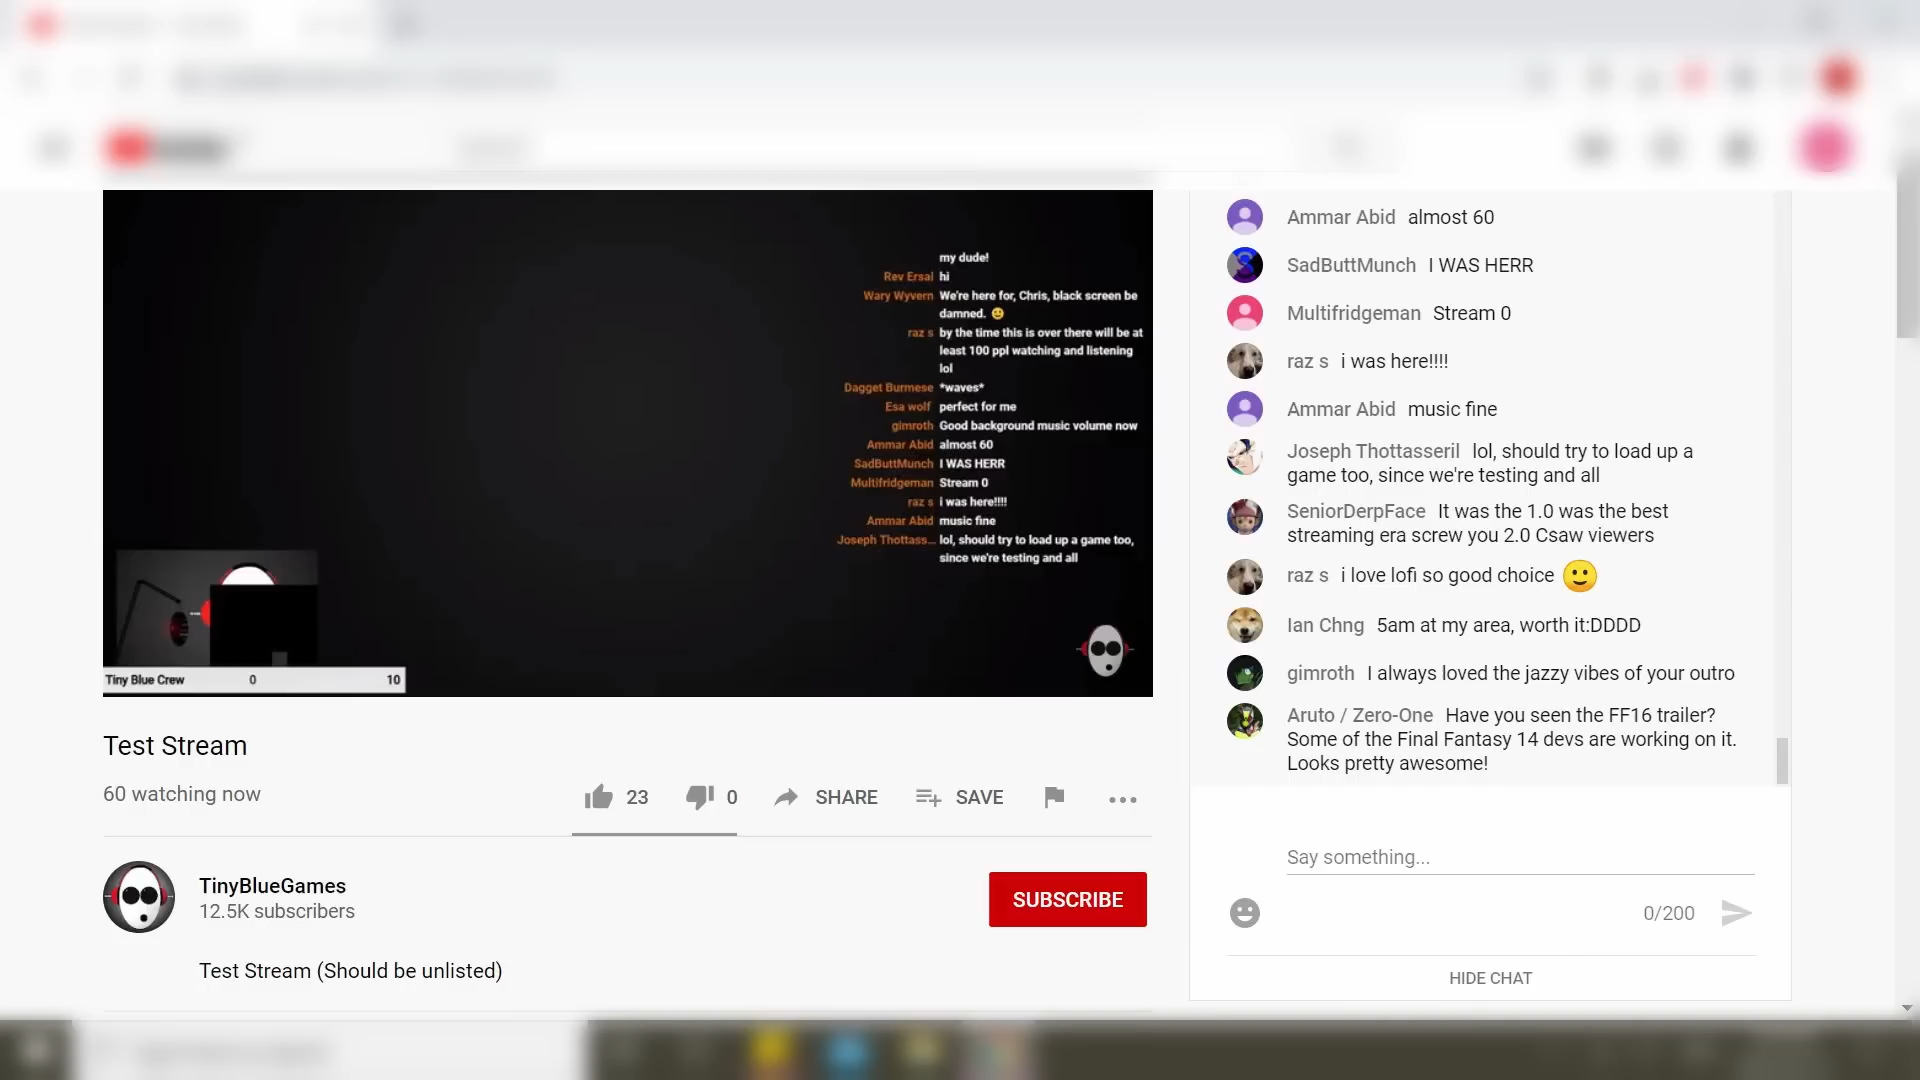 my dude!
Rev Ersal hi
Wary Wyvern We're here for, Chris, black screen be
damned. 🙂
raz s by the time this is over there will be at
least 100 ppl watching and listening
lol
Dagget Burmese *waves*
Esa wolf perfect for me
gimroth Good background music volume now
Ammar Abid almost 60
SadButtMunch I WAS HERR
Multifridgeman Stream 0
raz s i was here!!!!
Ammar Abid music fine
Joseph Thottass... lol, should try to load up a game too,
since we're testing and all
Tiny Blue Crew 0 10
Test Stream
60 watching now
23 0 SHARE SAVE
TinyBlueGames
12.5K subscribers
SUBSCRIBE
Test Stream (Should be unlisted)
Ammar Abid almost 60
SadButtMunch I WAS HERR
Multifridgeman Stream 0
raz s i was here!!!!
Ammar Abid music fine
Joseph Thottasseril lol, should try to load up a
game too, since we're testing and all
SeniorDerpFace It was the 1.0 was the best
streaming era screw you 2.0 Csaw viewers
raz s i love lofi so good choice 🙂
Ian Chng 5am at my area, worth it:DDDD
gimroth I always loved the jazzy vibes of your outro
Aruto / Zero-One Have you seen the FF16 trailer?
Some of the Final Fantasy 14 devs are working on it.
Looks pretty awesome!
Say something...
0/200
HIDE CHAT